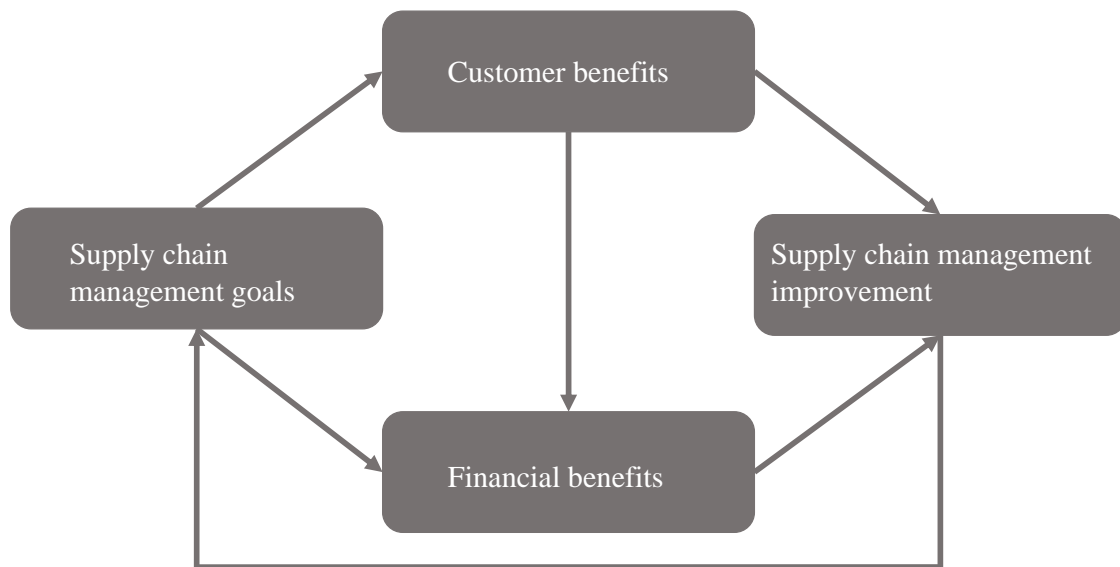 Customer benefits
Supply chain
management goals
Supply chain management
improvement
Financial benefits